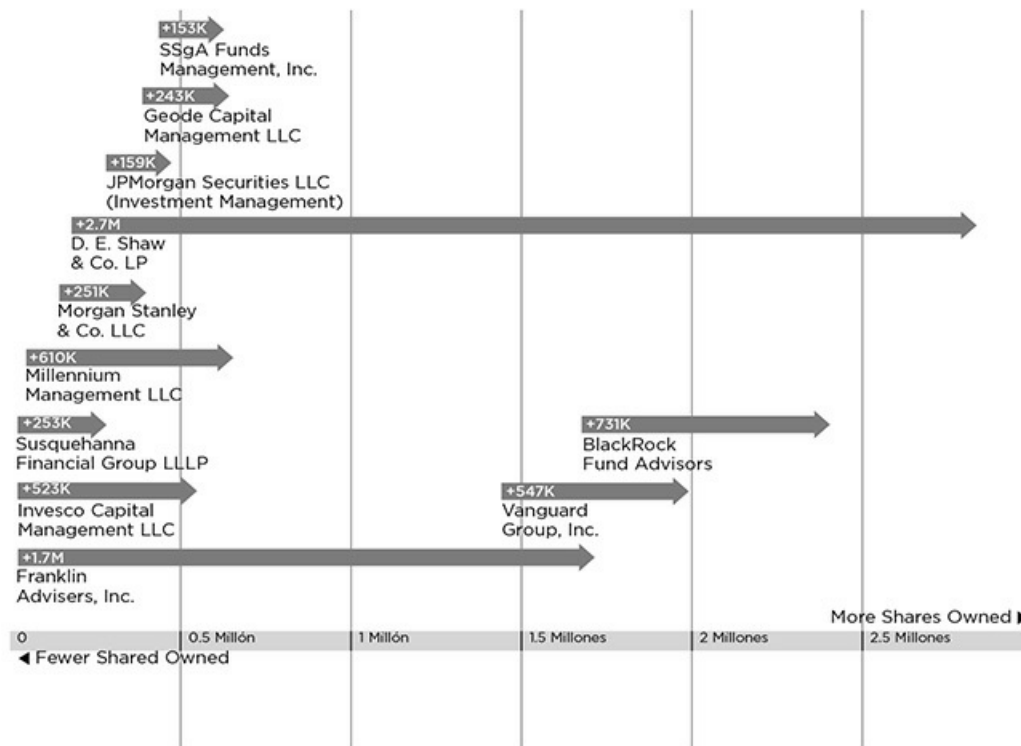 +153K
SSgA Funds
Management, Inc.
+243K
Geode Capital
Management LLC
+159K
JPMorgan Securities LLC
(Investment Management)
+2.7M
D. E. Shaw
& Co. LP
+251K
Morgan Stanley
& Co. LLC
+610K
Millennium
Management LLC
+253K
Susquehanna
Financial Group LLLP
+731K
BlackRock
Fund Advisors
+523K
Invesco Capital
Management LLC
+547K
Vanguard
Group, Inc.
+1.7M
Franklin
Advisers, Inc.
More Shares Owned
0 0.5 Millón 1 Millón 1.5 Millones 2 Millones 2.5 Millones
Fewer Shared Owned